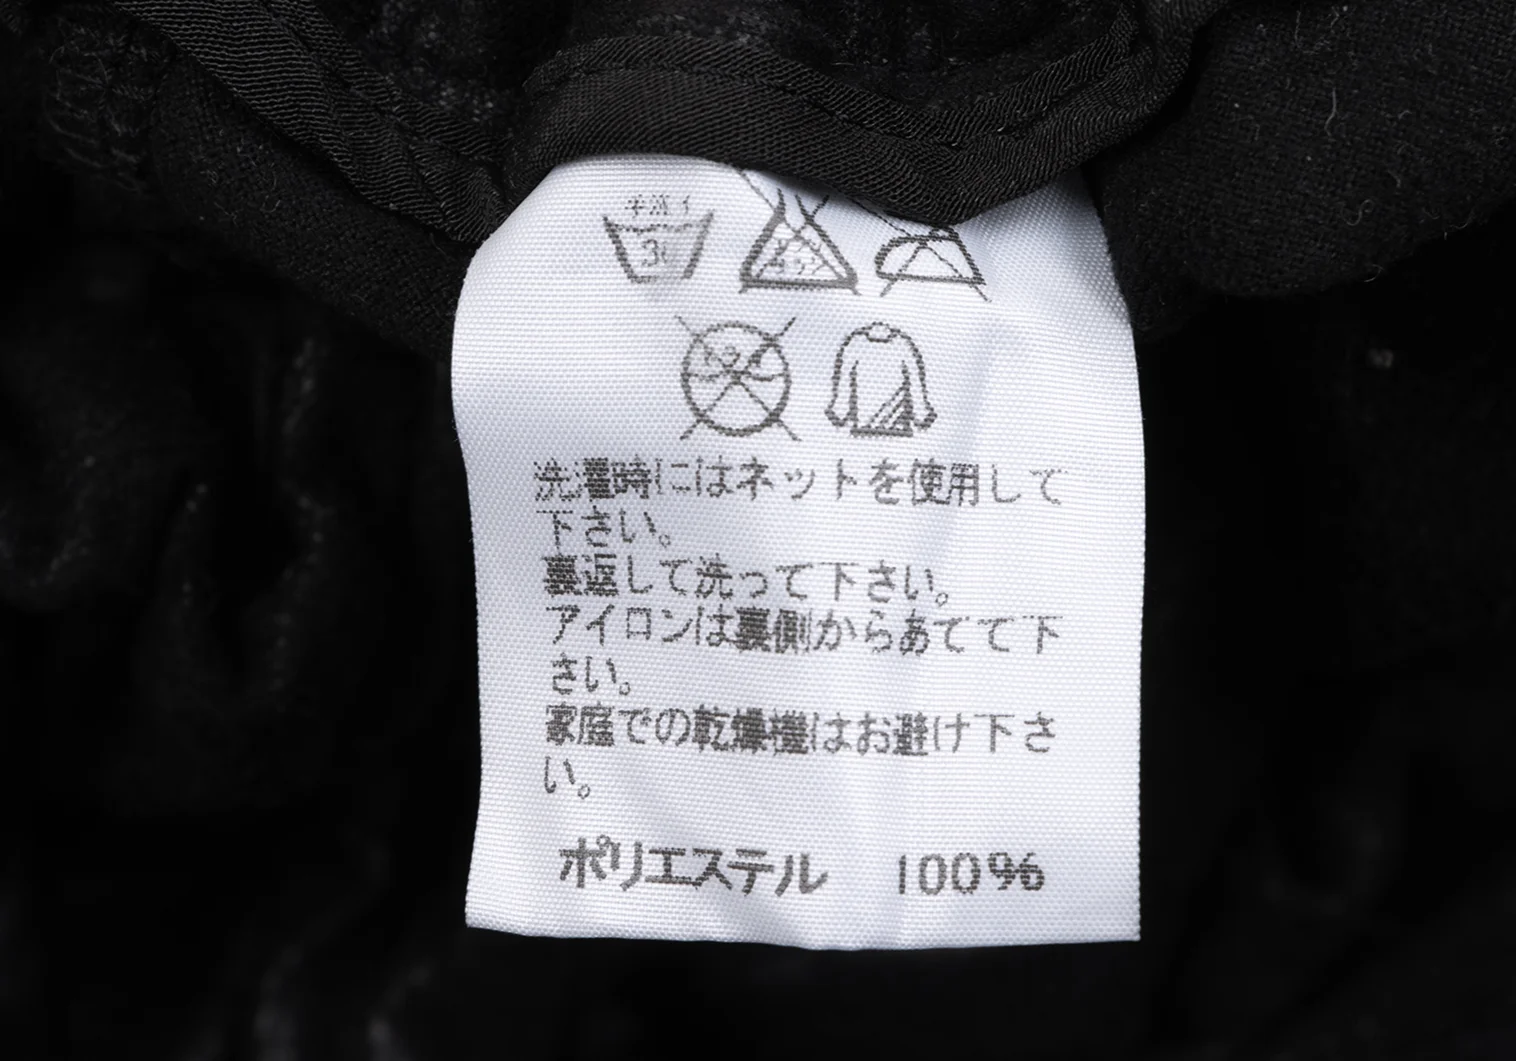 手洗イ
30
洗濯時にはネットを使用して
下さい。
裏返して洗って下さい。
アイロンは裏側からあてて下
さい。
家庭での乾燥機はお避け下さ
い。
ポリエステル 100%